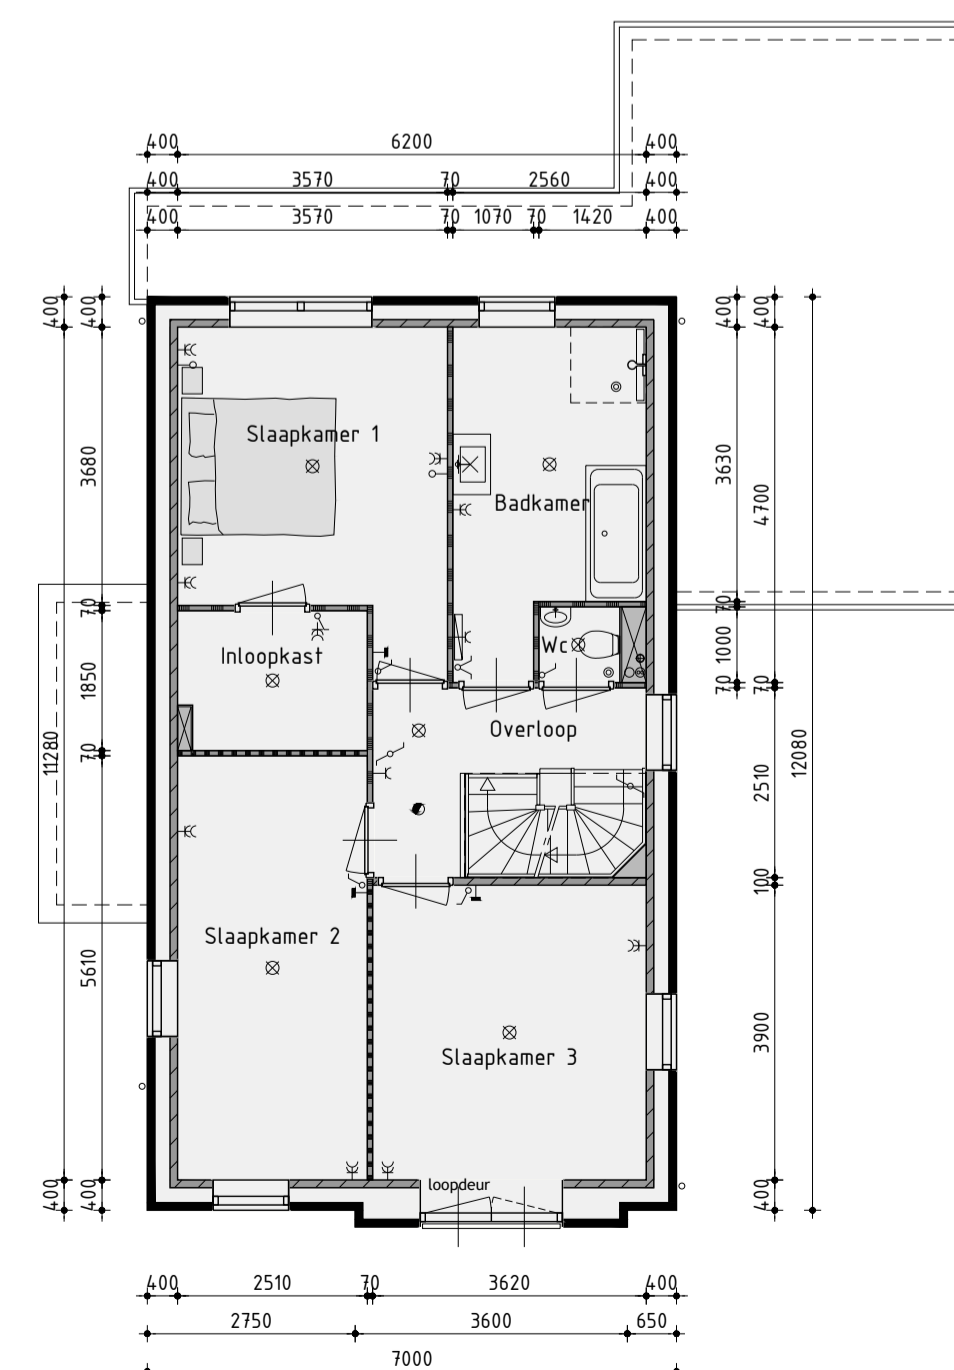 400 6200 400
400 3570 70 2560 400
400 3570 70 1070 70 1420 400
400 400 400 400
3680 3630 4700
Slaapkamer 1
Badkamer
70 70
Wc 1000
Inloopkast
1850 70 70
Overloop
11280 70 2510 12080
100
Slaapkamer 2
5610
3900
Slaapkamer 3
loopdeur
400 400 400
400 2510 70 3620 400
2750 3600 650
7000